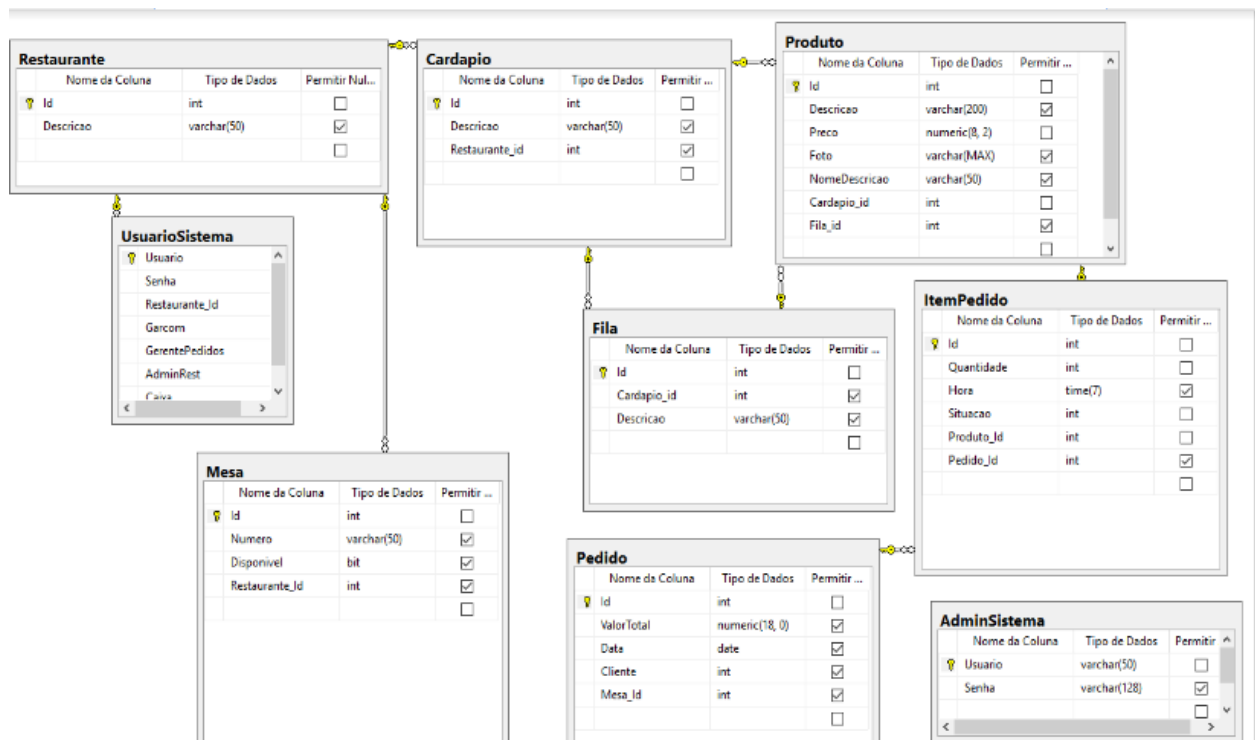 Restaurante
Nome da Coluna Tipo de Dados Permitir Nul...
Id int
Descricao varchar(50)
Cardapio
Nome da Coluna Tipo de Dados Permitir ...
Id int
Descricao varchar(50)
Restaurante_id int
Produto
Nome da Coluna Tipo de Dados Permitir ...
Id int
Descricao varchar(200)
Preco numeric(8, 2)
Foto varchar(MAX)
NomeDescricao varchar(50)
Cardapio_id int
Fila_id int
UsuarioSistema
Usuario
Senha
Restaurante_Id
Garcom
GerentePedidos
AdminRest
Caixa
Fila
Nome da Coluna Tipo de Dados Permitir ...
Id int
Cardapio_id int
Descricao varchar(50)
ItemPedido
Nome da Coluna Tipo de Dados Permitir ...
Id int
Quantidade int
Hora time(7)
Situacao int
Produto_Id int
Pedido_Id int
Mesa
Nome da Coluna Tipo de Dados Permitir ...
Id int
Numero varchar(50)
Disponivel bit
Restaurante_Id int
Pedido
Nome da Coluna Tipo de Dados Permitir ...
Id int
ValorTotal numeric(18, 0)
Data date
Cliente int
Mesa_Id int
AdminSistema
Nome da Coluna Tipo de Dados Permitir
Usuario varchar(50)
Senha varchar(128)